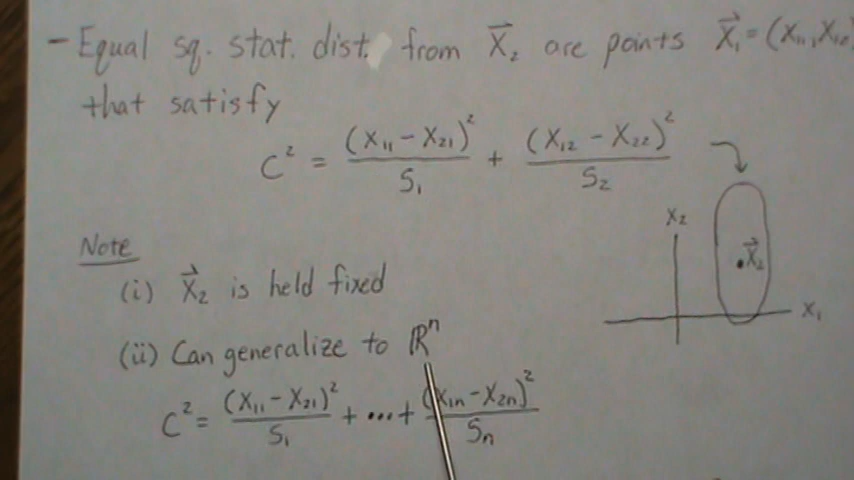 - Equal sq. stat. dist. from X⃗₂ are points X⃗₁ = (X₁₁, X₁₂)
that satisfy
C² = (X₁₁ - X₂₁)² / S₁ + (X₁₂ - X₂₂)² / S₂
X₂
X⃗₂
X₁
Note
(i) X⃗₂ is held fixed
(ii) Can generalize to ℝⁿ
C² = (X₁₁ - X₂₁)² / S₁ + ... + (X₁ₙ - X₂ₙ)² / Sₙ